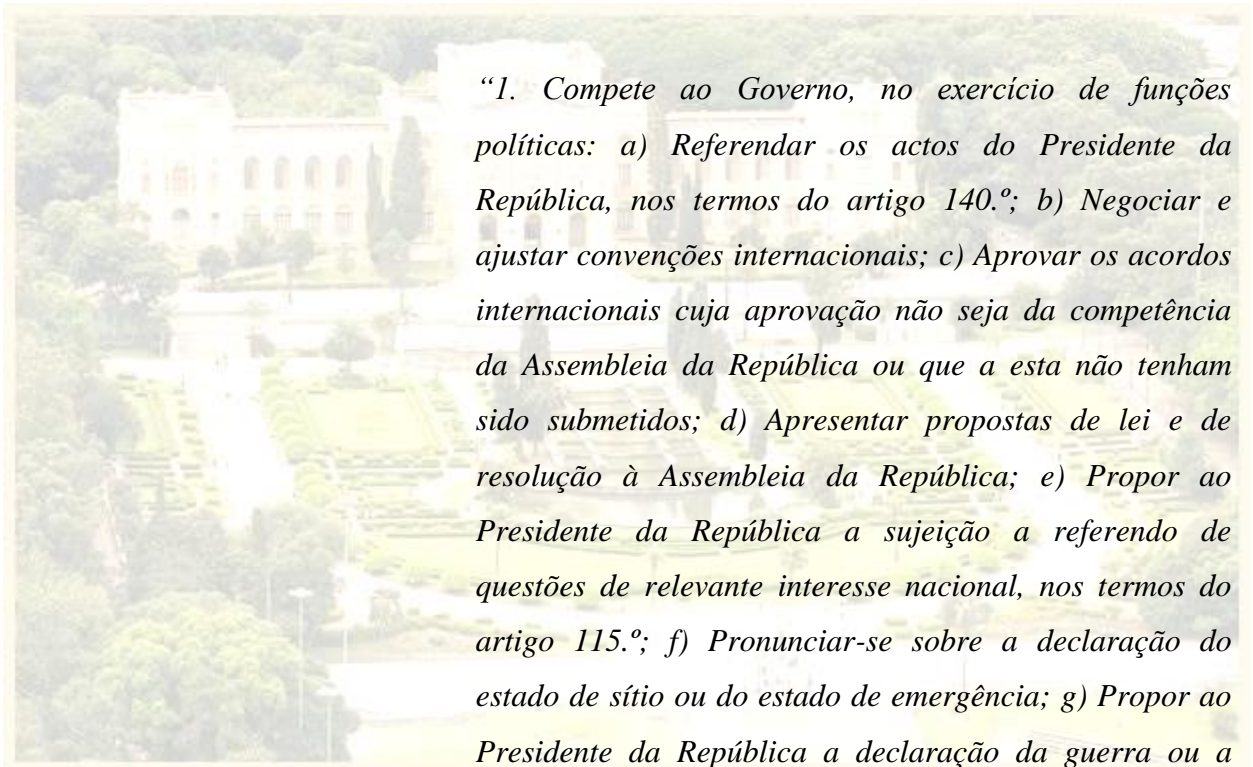 “1. Compete ao Governo, no exercício de funções
políticas: a) Referendar os actos do Presidente da
República, nos termos do artigo 140.º; b) Negociar e
ajustar convenções internacionais; c) Aprovar os acordos
internacionais cuja aprovação não seja da competência
da Assembleia da República ou que a esta não tenham
sido submetidos; d) Apresentar propostas de lei e de
resolução à Assembleia da República; e) Propor ao
Presidente da República a sujeição a referendo de
questões de relevante interesse nacional, nos termos do
artigo 115.º; f) Pronunciar-se sobre a declaração do
estado de sítio ou do estado de emergência; g) Propor ao
Presidente da República a declaração da guerra ou a